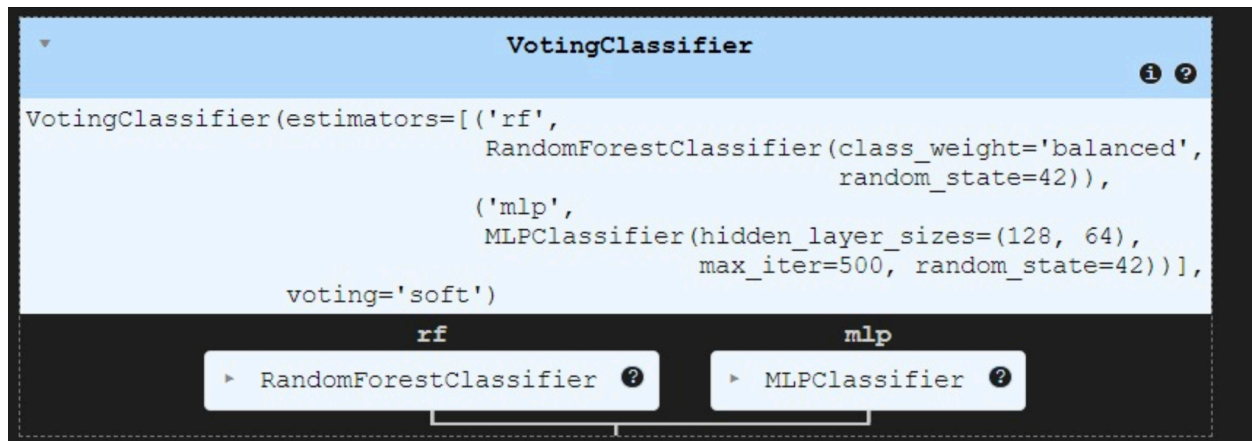 VotingClassifier
VotingClassifier(estimators=[('rf',
RandomForestClassifier(class_weight='balanced',
random_state=42)),
('mlp',
MLPClassifier(hidden_layer_sizes=(128, 64),
max_iter=500, random_state=42))],
voting='soft')
rf
mlp
RandomForestClassifier ?
MLPClassifier ?